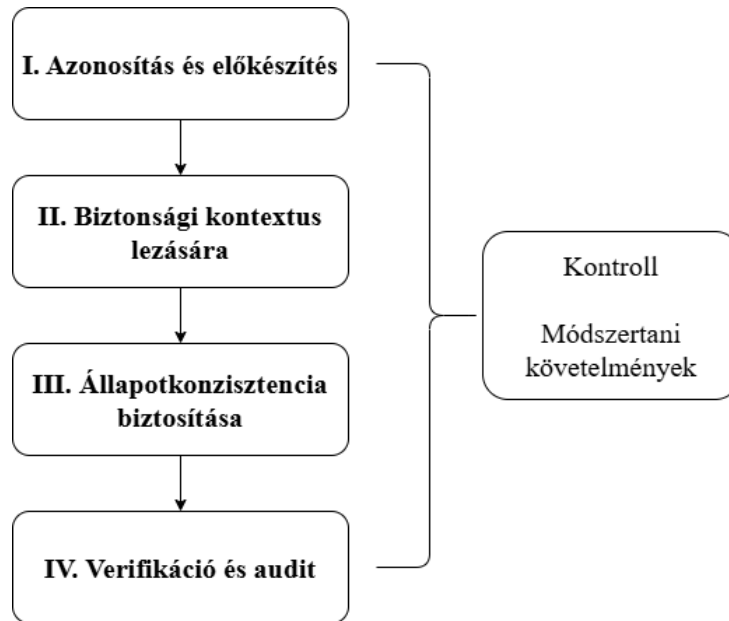 I. Azonosítás és előkészítés
II. Biztonsági kontextus
lezására
III. Állapotkonzisztencia
biztosítása
IV. Verifikáció és audit
Kontroll
Módszertani
követelmények